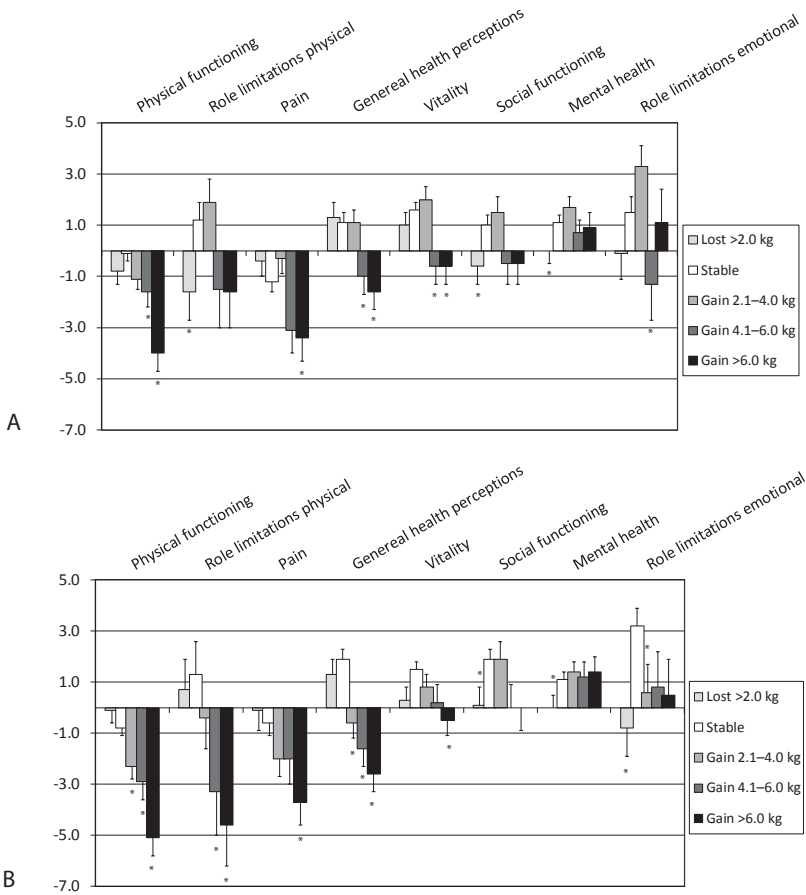 Physical functioning
Role limitations physical
Pain
Genereal health perceptions
Vitality
Social functioning
Mental health
Role limitations emotional
5.0
3.0
1.0
-1.0
-3.0
-5.0
-7.0
Lost >2.0 kg
Stable
Gain 2.1–4.0 kg
Gain 4.1–6.0 kg
Gain >6.0 kg
* * * * * * * * * * *
A
Physical functioning
Role limitations physical
Pain
Genereal health perceptions
Vitality
Social functioning
Mental health
Role limitations emotional
5.0
3.0
1.0
-1.0
-3.0
-5.0
-7.0
Lost >2.0 kg
Stable
Gain 2.1–4.0 kg
Gain 4.1–6.0 kg
Gain >6.0 kg
* * * * * * * * * * * * * *
B